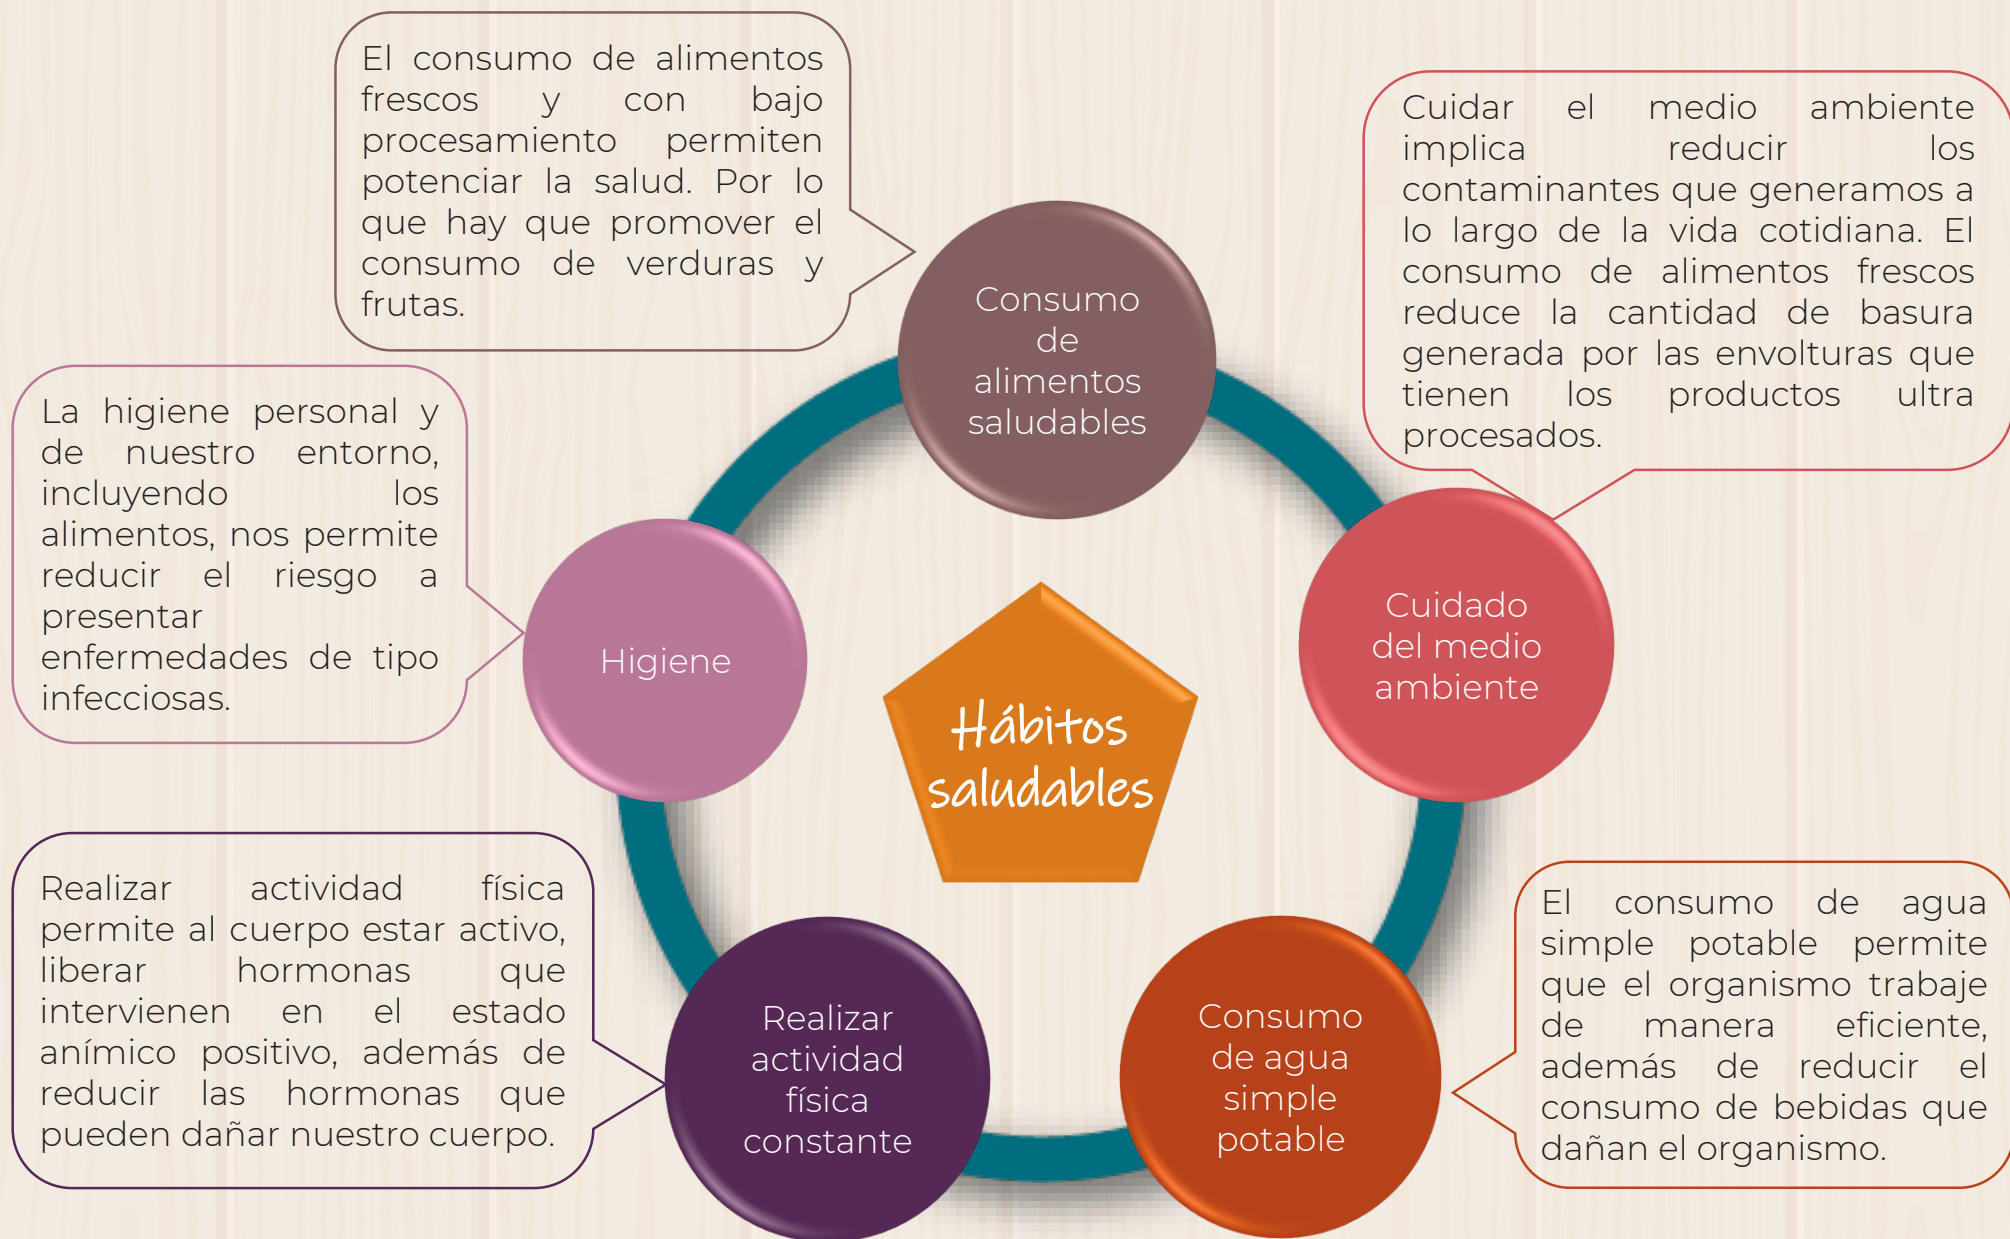 El consumo de alimentos
frescos y con bajo
procesamiento permiten
potenciar la salud. Por lo
que hay que promover el
consumo de verduras y
frutas.
Cuidar el medio ambiente
implica reducir los
contaminantes que generamos a
lo largo de la vida cotidiana. El
consumo de alimentos frescos
reduce la cantidad de basura
generada por las envolturas que
tienen los productos ultra
procesados.
Consumo
de
alimentos
saludables
La higiene personal y
de nuestro entorno,
incluyendo los
alimentos, nos permite
reducir el riesgo a
presentar
enfermedades de tipo
infecciosas.
Higiene
Cuidado
del medio
ambiente
Hábitos
saludables
Realizar actividad física
permite al cuerpo estar activo,
liberar hormonas que
intervienen en el estado
anímico positivo, además de
reducir las hormonas que
pueden dañar nuestro cuerpo.
Realizar
actividad
física
constante
Consumo
de agua
simple
potable
El consumo de agua
simple potable permite
que el organismo trabaje
de manera eficiente,
además de reducir el
consumo de bebidas que
dañan el organismo.